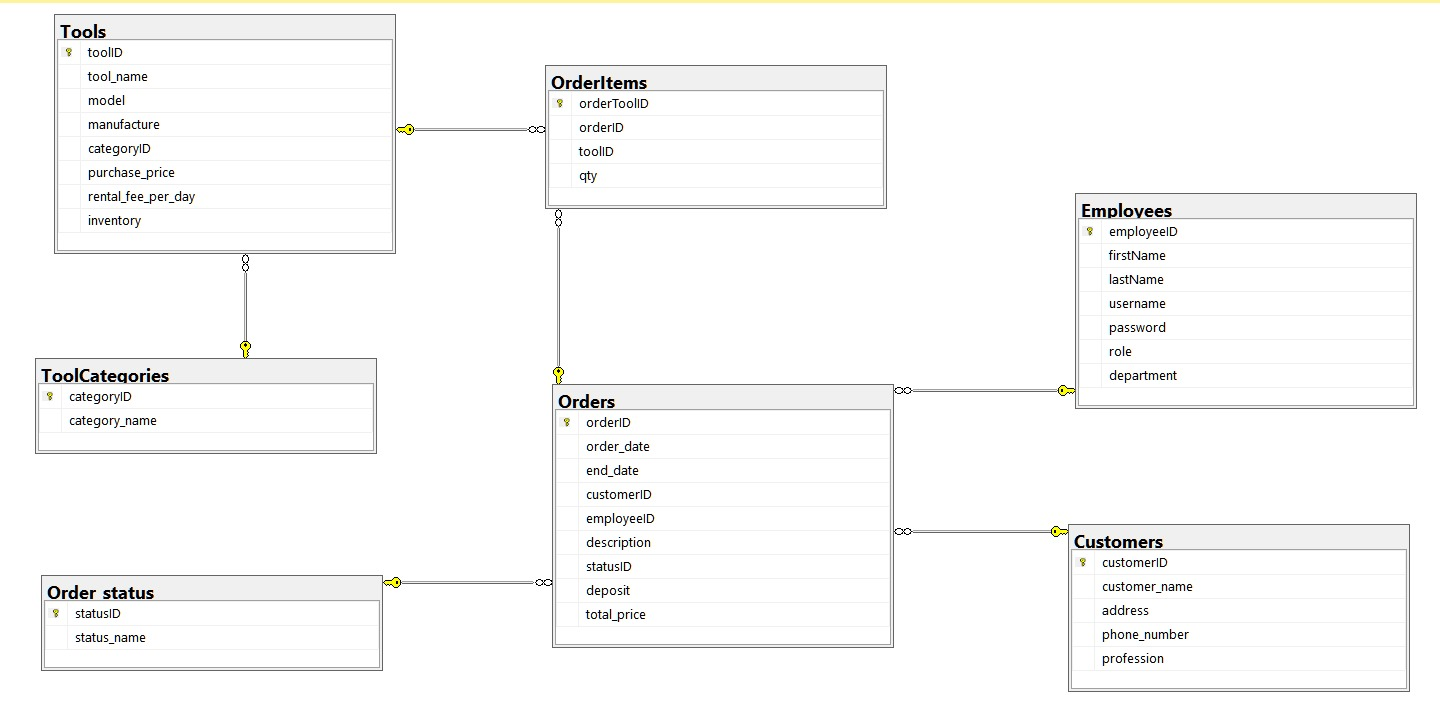 Tools
toolID
tool_name
model
manufacture
categoryID
purchase_price
rental_fee_per_day
inventory
OrderItems
orderToolID
orderID
toolID
qty
Employees
employeeID
firstName
lastName
username
password
role
department
ToolCategories
categoryID
category_name
Orders
orderID
order_date
end_date
customerID
employeeID
description
statusID
deposit
total_price
Order_status
statusID
status_name
Customers
customerID
customer_name
address
phone_number
profession